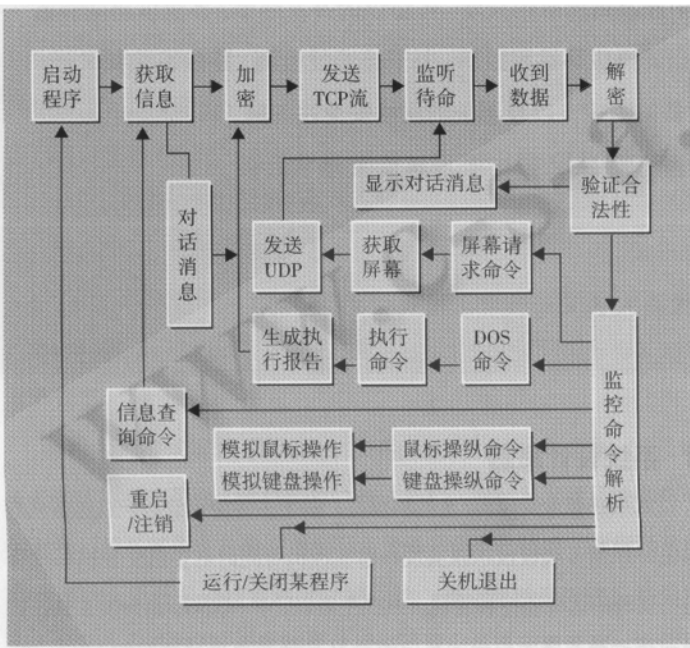 启动
程序
获取
信息
加
密
发送
TCP流
监听
待命
收到
数据
解
密
显示对话消息
验证合
法性
对
话
消
息
发送
UDP
获取
屏幕
屏幕请
求命令
生成执
行报告
执行
命令
DOS
命令
监
控
命
令
解
析
信息查
询命令
模拟鼠标操作
鼠标操纵命令
模拟键盘操作
键盘操纵命令
重启
/注销
运行/关闭某程序
关机退出